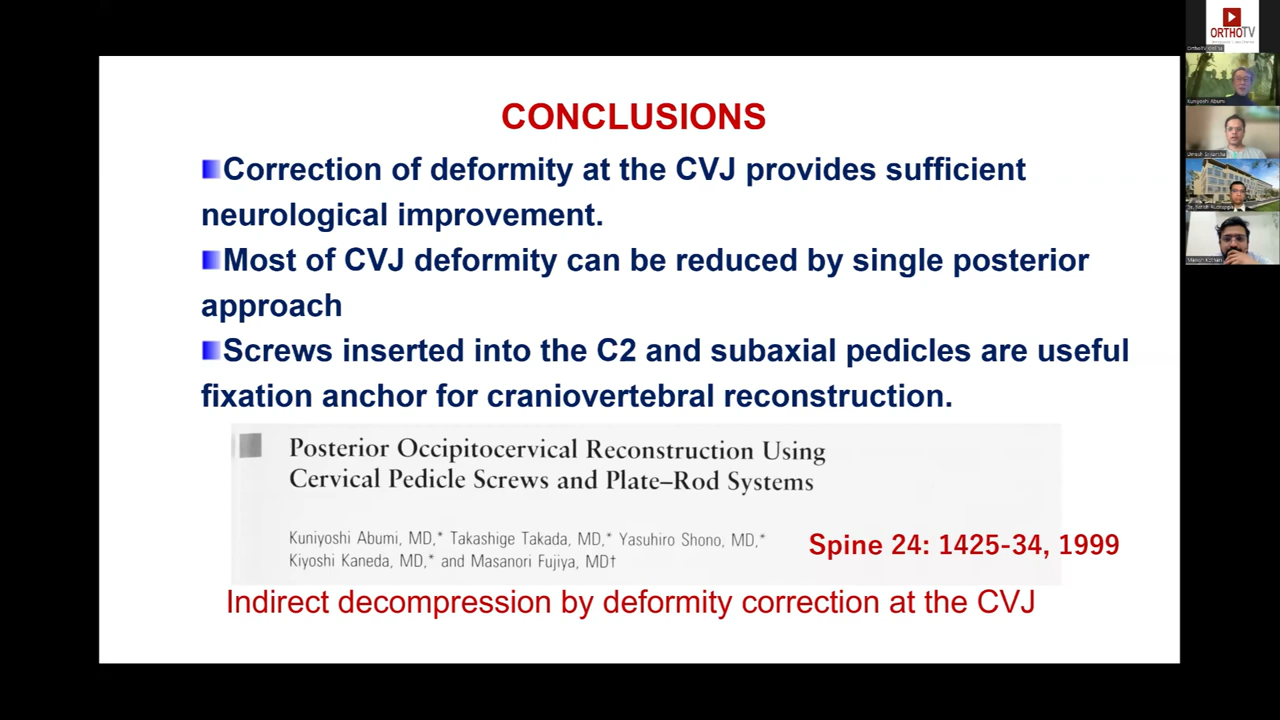 CONCLUSIONS
Correction of deformity at the CVJ provides sufficient
neurological improvement.
Most of CVJ deformity can be reduced by single posterior
approach
Screws inserted into the C2 and subaxial pedicles are useful
fixation anchor for craniovertebral reconstruction.
Posterior Occipitocervical Reconstruction Using
Cervical Pedicle Screws and Plate–Rod Systems
Kuniyoshi Abumi, MD,* Takashige Takada, MD,* Yasuhiro Shono, MD,*
Kiyoshi Kaneda, MD,* and Masanori Fujiya, MD†
Spine 24: 1425-34, 1999
Indirect decompression by deformity correction at the CVJ
ORTHOTV
Kuniyoshi Abumi